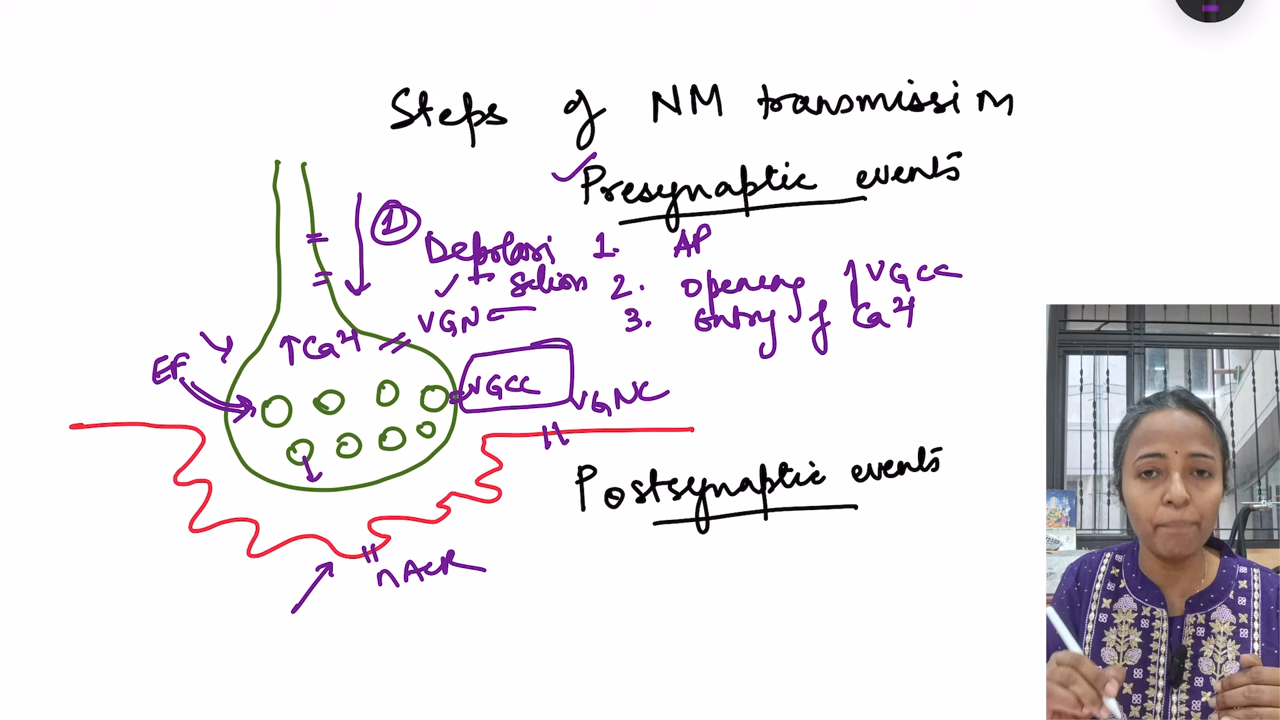 Steps of NM transmission
Presynaptic events
1
Depolari
sation
1. AP
2. Opening of VGCC
3. Entry of Ca2+
VGNC
↑Ca2+
EF
VGCC
VGNC
Postsynaptic events
nAChR